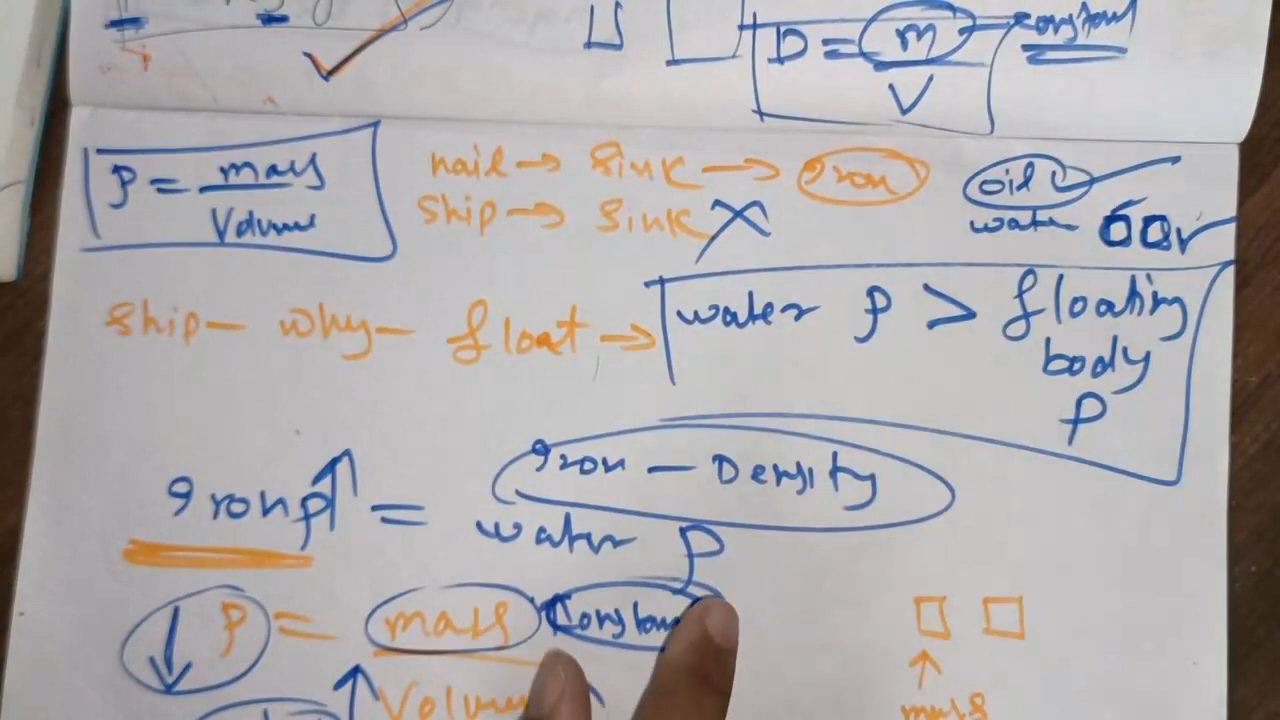 D = m constant
V
ρ = mass
Volume
nail → sink → iron
ship → sink X
oil
water
ship - why - float → water ρ > floating
body
ρ
iron ρ↑ = iron - Density
water ρ
↓ ρ = mass Constan
↑ Volume
mass